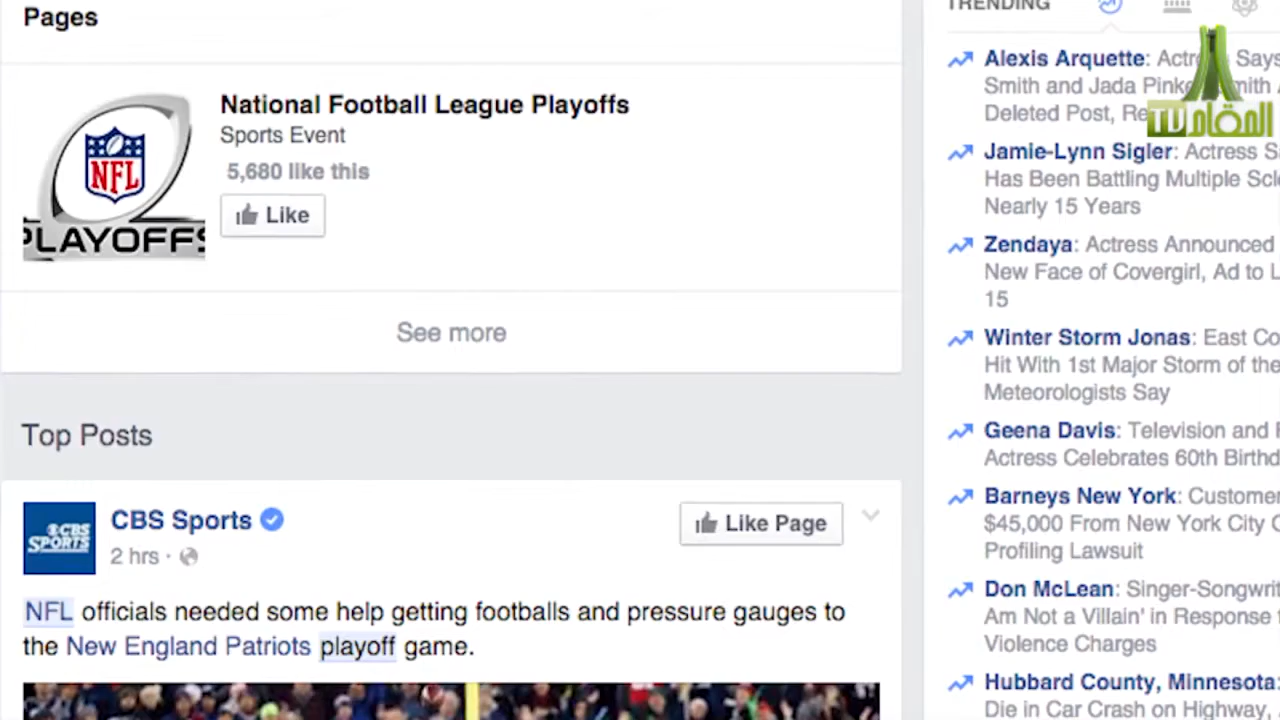 Pages
National Football League Playoffs
Sports Event
5,680 like this
Like
NFL
PLAYOFFS
See more
Top Posts
CBS Sports
2 hrs ·
Like Page
CBS
SPORTS
NFL officials needed some help getting footballs and pressure gauges to
the New England Patriots playoff game.
TRENDING
Alexis Arquette: Says
Smith and Jada
Deleted Post,
المقام TV
Jamie-Lynn Sigler: Actress
Has Been Battling Multiple
Nearly 15 Years
Zendaya: Actress Announced
New Face of Covergirl, Ad to
15
Winter Storm Jonas: East
Hit With 1st Major Storm of the
Meteorologists Say
Geena Davis: Television and
Actress Celebrates 60th
Barneys New York:
$45,000 From New York City
Profiling Lawsuit
Don McLean:
Am Not a Villain' in Response
Violence Charges
Hubbard County, Minnesota:
Die in Car Crash on Highway,